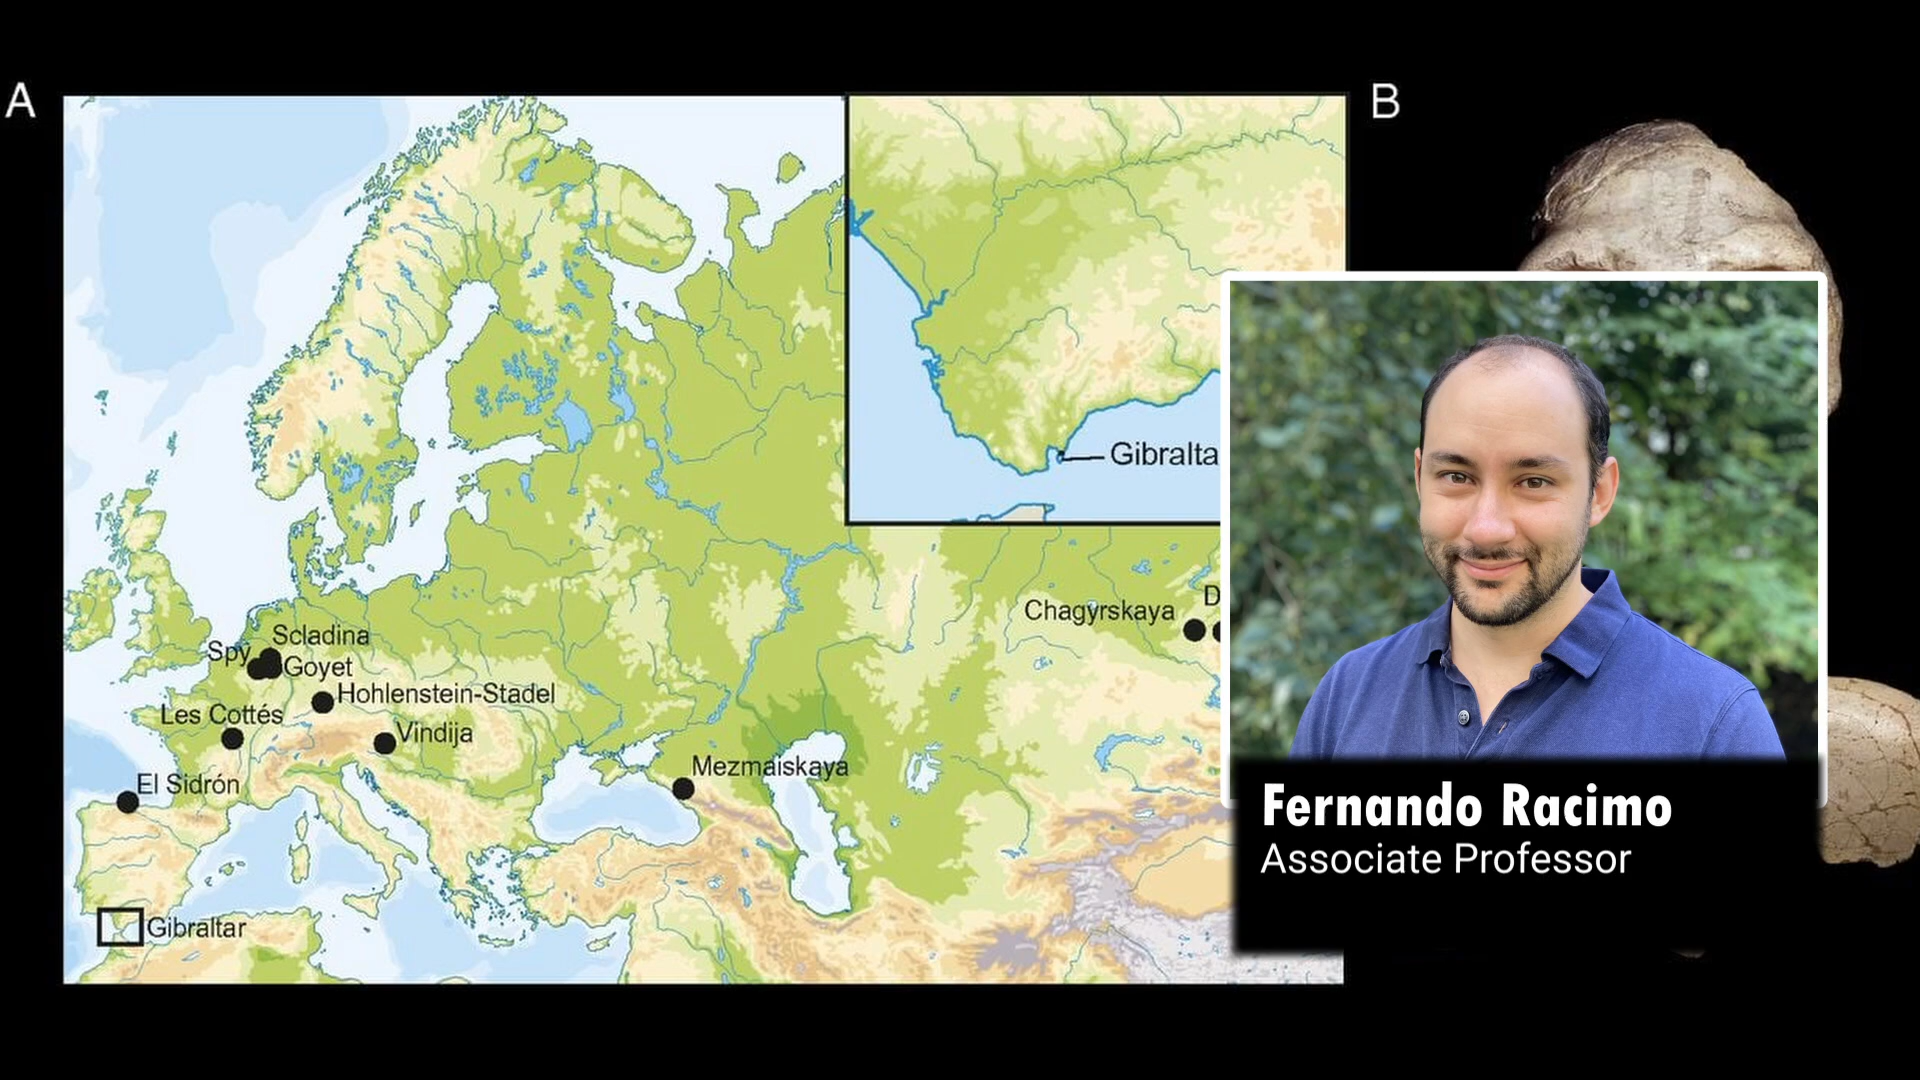 A
B
Gibralta
Chagyrskaya
D
Scladina
Spy
Goyet
Hohlenstein-Stadel
Les Cottés
Vindija
Mezmaiskaya
El Sidrón
Gibraltar
Fernando Racimo
Associate Professor